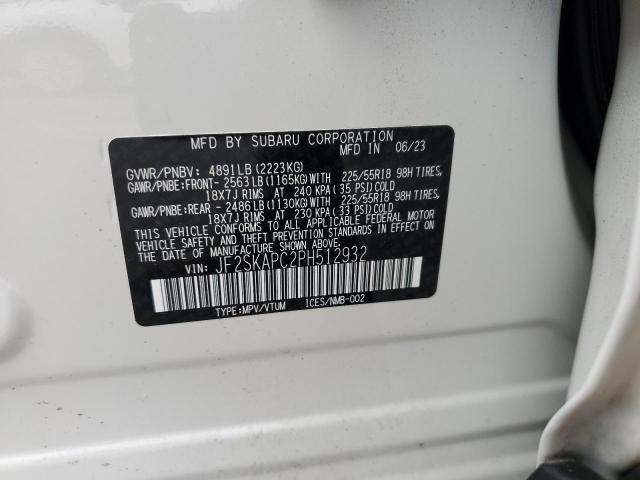 MFD BY SUBARU CORPORATION
IN 06/23
GVWR/PNBV: 4891LB(2223KG)
GAWR/PNBE:FRONT- 2563LB(1165KG)WITH 225/55R18 98H TIRES,
18X7J RIMS AT 240 KPA(35 PSI)COLD
GAWR/PNBE:REAR - 2486LB(1130KG)WITH 225/55R18 98H TIRES,
18X7J RIMS AT 230 KPA(33 PSI)COLD
THIS VEHICLE CONFORMS TO ALL APPLICABLE FEDERAL MOTOR
VEHICLE SAFETY AND THEFT PREVENTION STANDARDS IN EFFECT ON
THE DATE OF MANUFACTURE SHOWN ABOVE.
VIN: JF2SKAPC2PH512932
TYPE:MPV/VTUM ICES/NMB-002